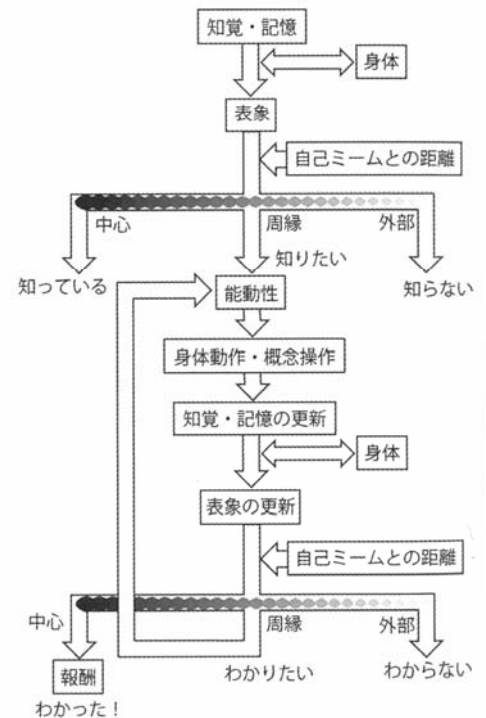 知覚・記憶
身体
表象
自己ミームとの距離
中心
周縁
外部
知りたい
知っている
知らない
能動性
身体動作・概念操作
知覚・記憶の更新
身体
表象の更新
自己ミームとの距離
中心
周縁
外部
報酬
わかりたい
わからない
わかった！